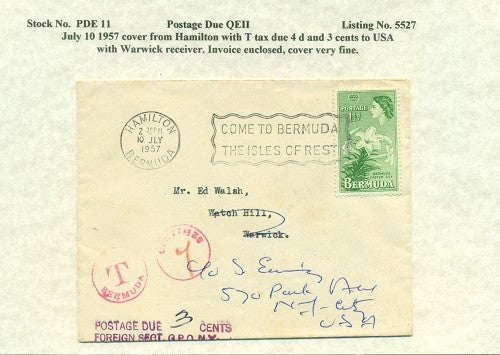 Stock No. PDE 11 Postage Due QEII Listing No. 5527
July 10 1957 cover from Hamilton with T tax due 4 d and 3 cents to USA
with Warwick receiver. Invoice enclosed, cover very fine.
HAMILTON
10 JLY
1957
BERMUDA
COME TO BERMUDA
THE ISLES OF REST
POSTAGE
BERMUDA
Mr. Ed Walsh,
Watch Hill,
Warwick.
T
BERMUDA
c/o S
570 Park Ave
N.Y. City
USA
POSTAGE DUE 3 CENTS
FOREIGN SECT. G.P.O. N.Y.